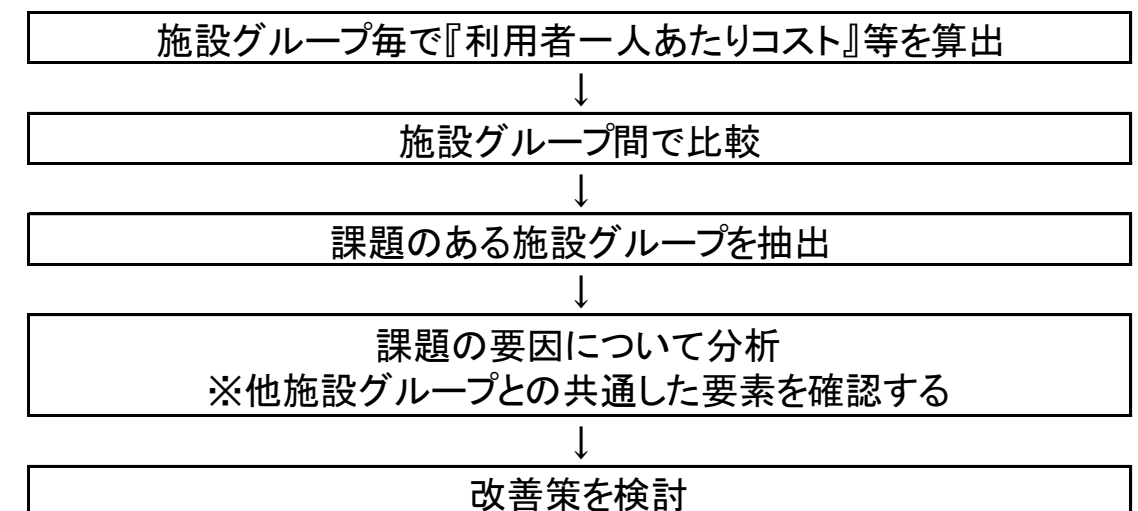 施設グループ毎で『利用者一人あたりコスト』等を算出
↓
施設グループ間で比較
↓
課題のある施設グループを抽出
↓
課題の要因について分析
※他施設グループとの共通した要素を確認する
↓
改善策を検討